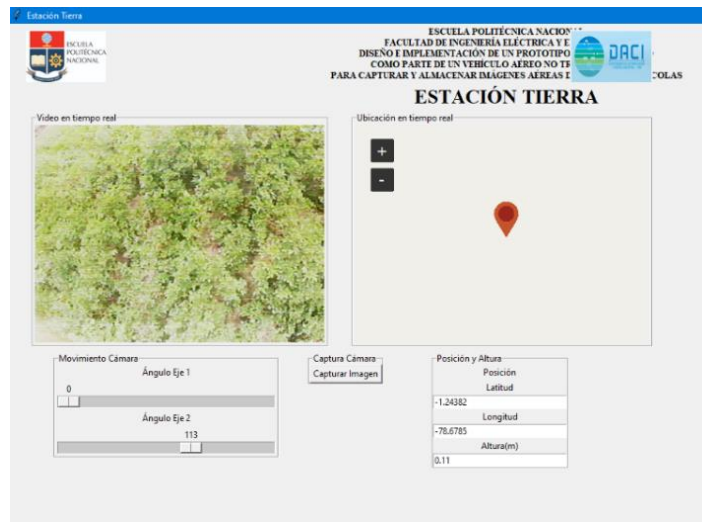 Estación Tierra
ESCUELA
POLITÉCNICA
NACIONAL
ESCUELA POLITÉCNICA NACION
FACULTAD DE INGENIERÍA ELÉCTRICA Y E
DISEÑO E IMPLEMENTACIÓN DE UN PROTOTIPO
COMO PARTE DE UN VEHÍCULO AÉREO NO TR
PARA CAPTURAR Y ALMACENAR IMÁGENES AÉREAS COLAS
DACI
ESTACIÓN TIERRA
Video en tiempo real
Ubicación en tiempo real
+
-
Movimiento Cámara
Ángulo Eje 1
0
Ángulo Eje 2
113
Captura Cámara
Capturar Imagen
Posición y Altura
Posición
Latitud
-1.24382
Longitud
-78.6785
Altura(m)
0.11